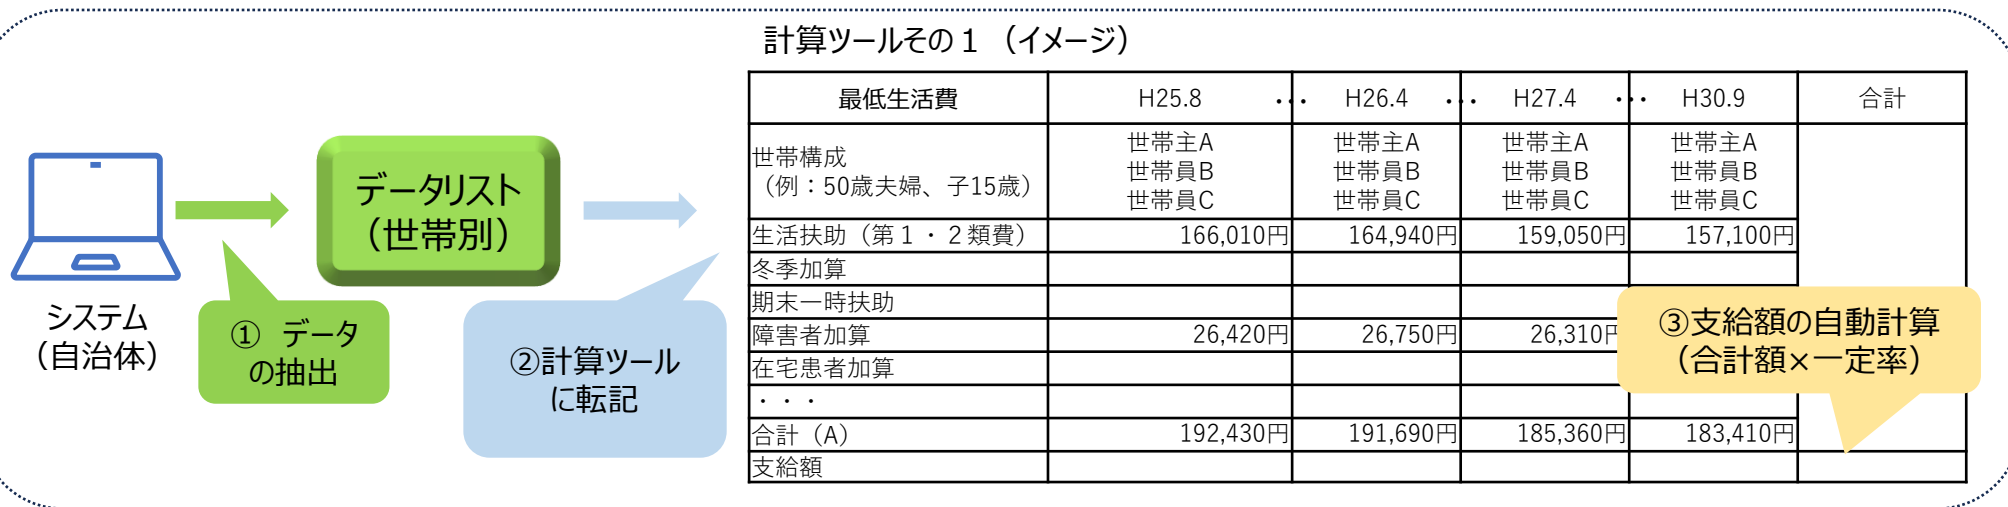 計算ツールその１（イメージ）
システム
（自治体）
① データ
の抽出
データリスト
（世帯別）
②計算ツール
に転記
最低生活費 H25.8 ・・・ H26.4 ・・・ H27.4 ・・・ H30.9 合計
世帯構成
（例：50歳夫婦、子15歳）
世帯主A 世帯主A 世帯主A 世帯主A
世帯員B 世帯員B 世帯員B 世帯員B
世帯員C 世帯員C 世帯員C 世帯員C
生活扶助（第１・２類費） 166,010円 164,940円 159,050円 157,100円
冬季加算
期末一時扶助
障害者加算 26,420円 26,750円 26,310円
在宅患者加算
・・・
合計（A） 192,430円 191,690円 185,360円 183,410円
支給額
③支給額の自動計算
（合計額×一定率）